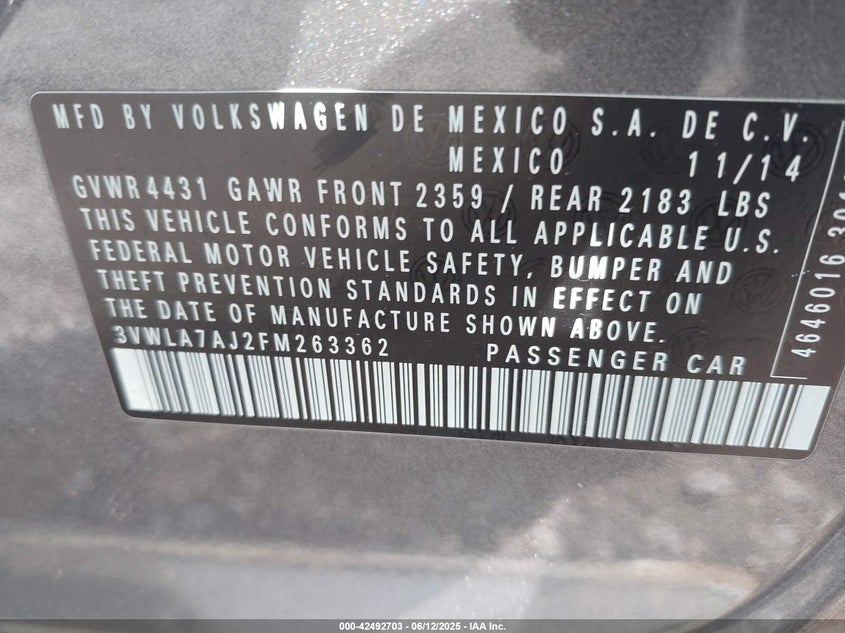 MFD BY VOLKSWAGEN DE MEXICO S.A. DE C.V.
MEXICO 11/14
GVWR4431 GAWR FRONT 2359 / REAR 2183 LBS
THIS VEHICLE CONFORMS TO ALL APPLICABLE U.S.
FEDERAL MOTOR VEHICLE SAFETY, BUMPER AND
THEFT PREVENTION STANDARDS IN EFFECT ON
THE DATE OF MANUFACTURE SHOWN ABOVE.
3VWLA7AJ2FM263362 PASSENGER CAR
4646016
000-42492703 - 06/12/2025 - IAA Inc.